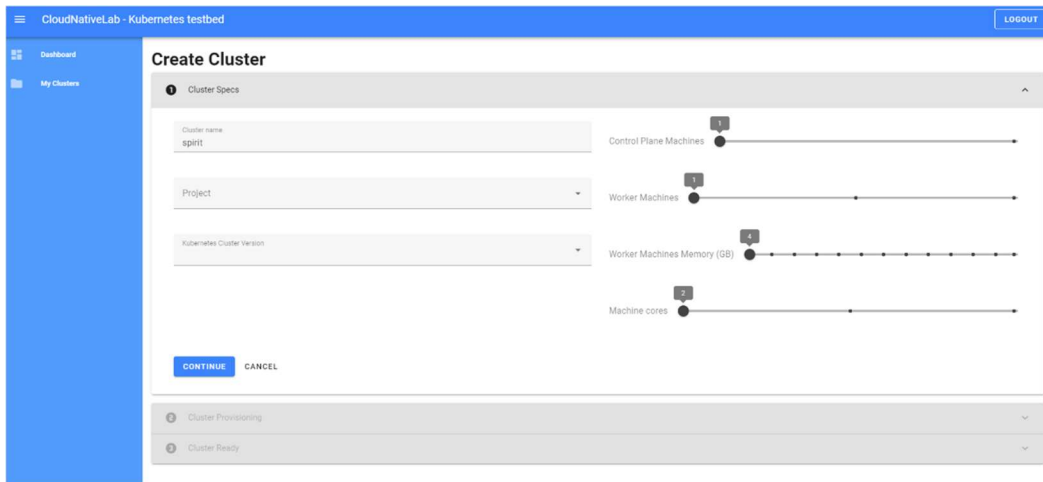 CloudNativeLab - Kubernetes testbed
LOGOUT
Dashboard
My Clusters
Create Cluster
1 Cluster Specs
Cluster name
spirit
Project
Kubernetes Cluster Version
Control Plane Machines 1
Worker Machines 1
Worker Machines Memory (GB) 4
Machine cores 2
CONTINUE CANCEL
2 Cluster Provisioning
3 Cluster Ready